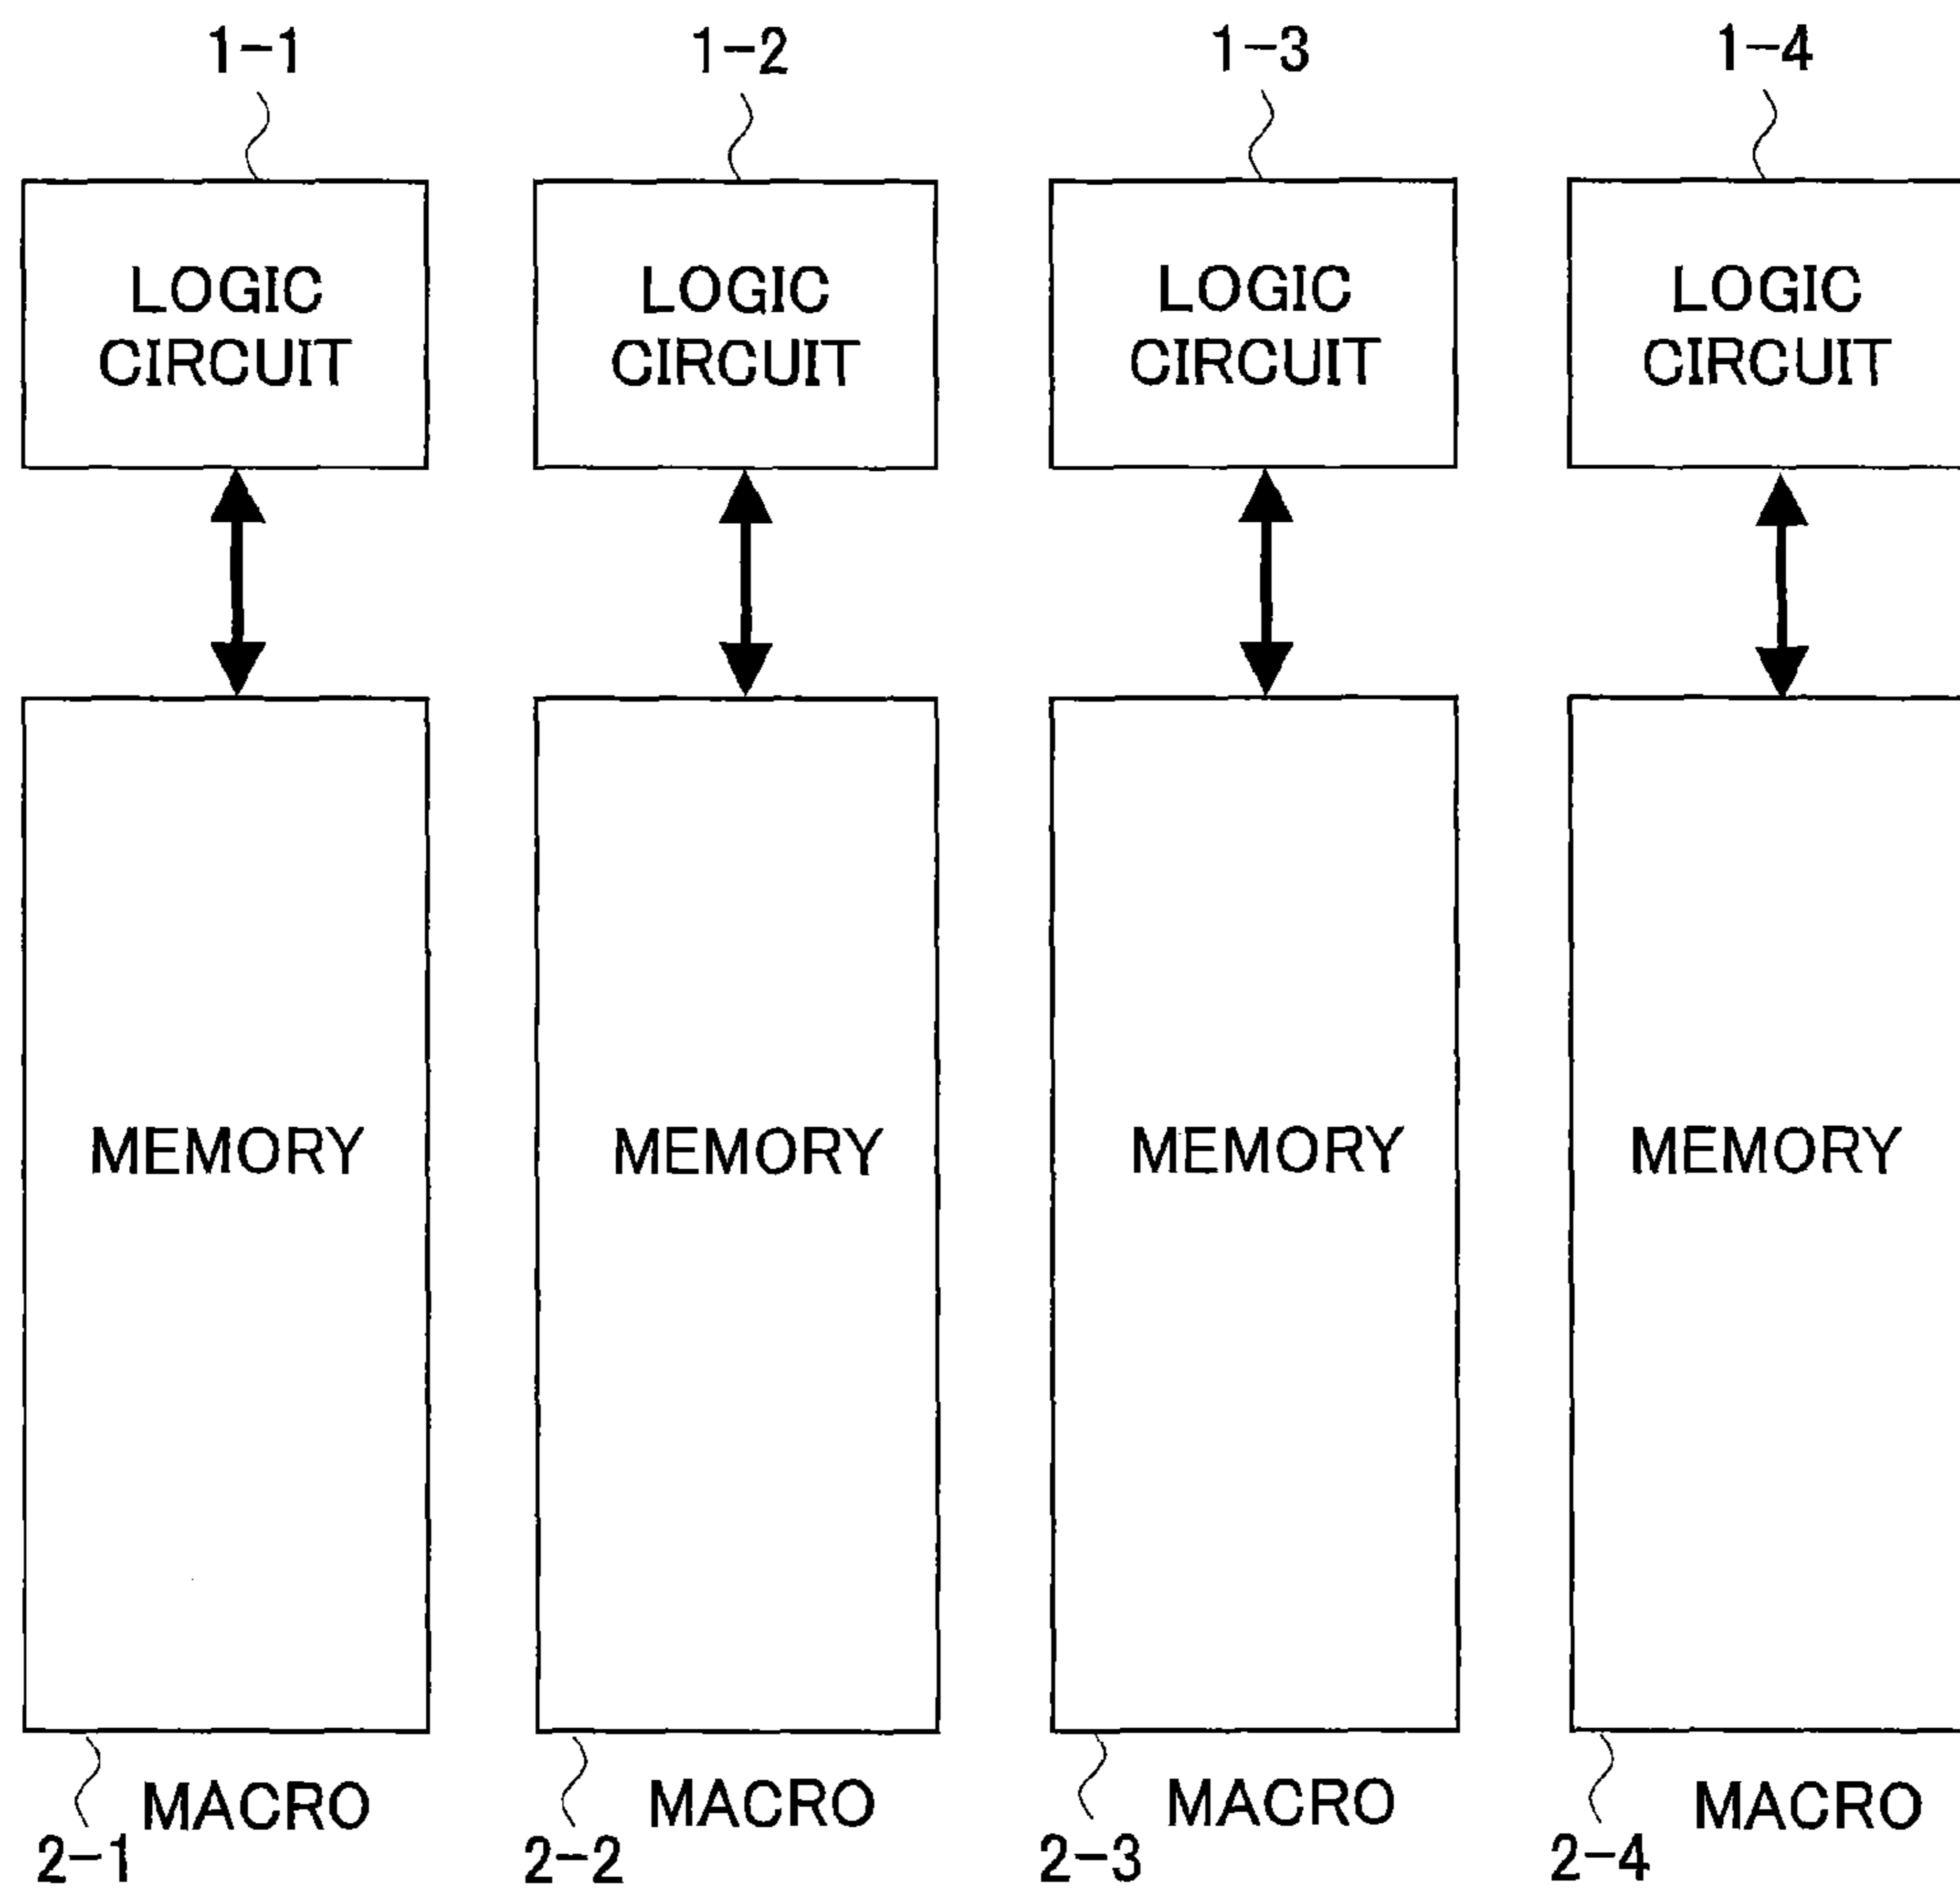 1-1 1-2 1-3 1-4
LOGIC LOGIC LOGIC LOGIC
CIRCUIT CIRCUIT CIRCUIT CIRCUIT
MEMORY MEMORY MEMORY MEMORY
MACRO MACRO MACRO MACRO
2-1 2-2 2-3 2-4